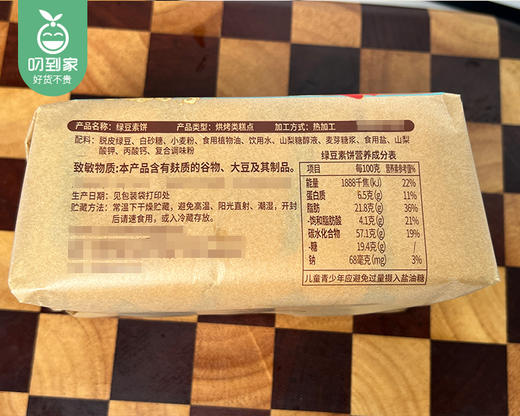 叨到家
好货不贵
产品名称：绿豆素饼 产品类型：烘烤类糕点 加工方式：热加工
配料：脱皮绿豆、白砂糖、小麦粉、食用植物油、饮用水、山梨糖醇液、麦芽糖浆、食用盐、山梨
酸钾、丙酸钙、复合调味粉
致敏物质:本产品含有麸质的谷物、大豆及其制品。
生产日期：见包装袋打印处
贮藏方法：常温下干燥贮藏，避免高温、阳光直射、潮湿，开封
后请速食用，或入冷藏存放。
绿豆素饼营养成分表
项目 每100克 营养素参考值%
能量 1888千焦(kJ) 22%
蛋白质 6.5克(g) 11%
脂肪 21.8克(g) 36%
-饱和脂肪酸 4.1克(g) 21%
碳水化合物 57.1克(g) 19%
-糖 19.4克(g) /
钠 68毫克(mg) 3%
儿童青少年应避免过量摄入盐油糖